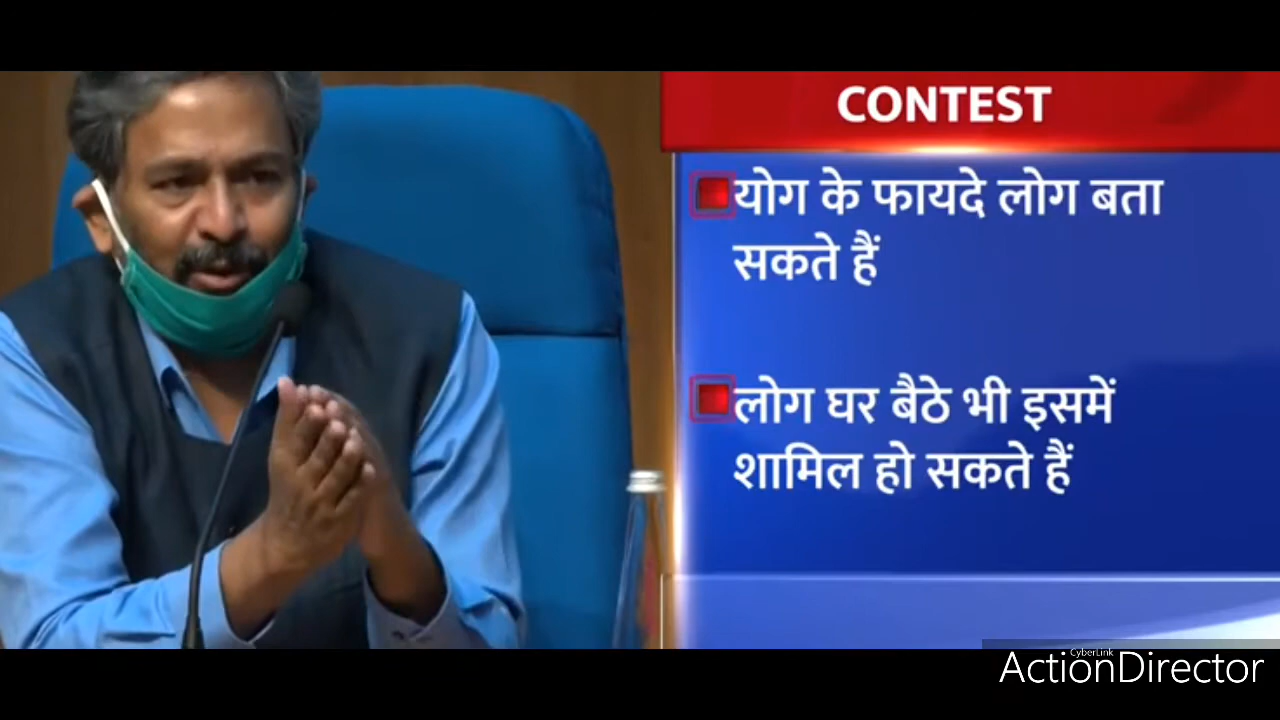 CONTEST
योग के फायदे लोग बता
सकते हैं
लोग घर बैठे भी इसमें
शामिल हो सकते हैं
CyberLink
ActionDirector